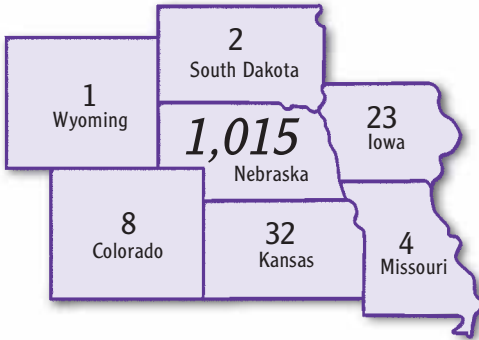 2
South Dakota
1
Wyoming
1,015
Nebraska
23
Iowa
8
Colorado
32
Kansas
4
Missouri